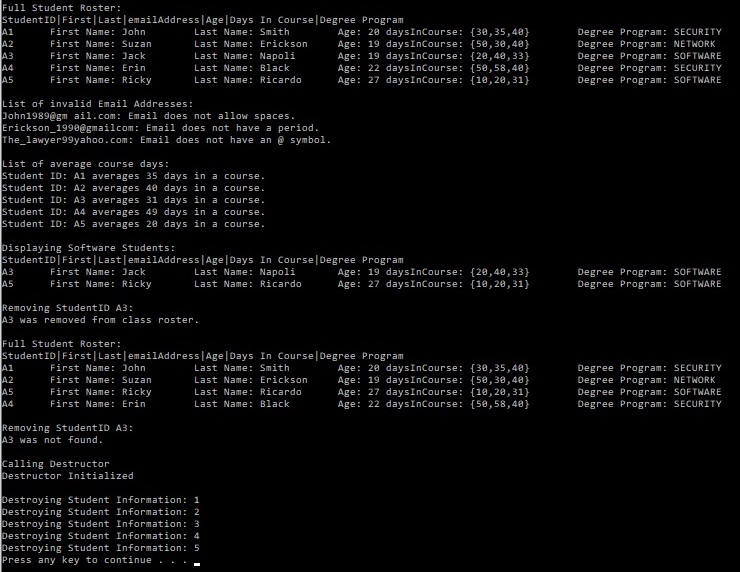 Full Student Roster:
StudentID|First|Last|emailAddress|Age|Days In Course|Degree Program
A1 First Name: John Last Name: Smith Age: 20 daysInCourse: {30,35,40} Degree Program: SECURITY
A2 First Name: Suzan Last Name: Erickson Age: 19 daysInCourse: {50,30,40} Degree Program: NETWORK
A3 First Name: Jack Last Name: Napoli Age: 19 daysInCourse: {20,40,33} Degree Program: SOFTWARE
A4 First Name: Erin Last Name: Black Age: 22 daysInCourse: {50,58,40} Degree Program: SECURITY
A5 First Name: Ricky Last Name: Ricardo Age: 27 daysInCourse: {10,20,31} Degree Program: SOFTWARE
List of invalid Email Addresses:
John1989@gm ail.com: Email does not allow spaces.
Erickson_1990@gmailcom: Email does not have a period.
The_lawyer99yahoo.com: Email does not have an @ symbol.
List of average course days:
Student ID: A1 averages 35 days in a course.
Student ID: A2 averages 40 days in a course.
Student ID: A3 averages 31 days in a course.
Student ID: A4 averages 49 days in a course.
Student ID: A5 averages 20 days in a course.
Displaying Software Students:
StudentID|First|Last|emailAddress|Age|Days In Course|Degree Program
A3 First Name: Jack Last Name: Napoli Age: 19 daysInCourse: {20,40,33} Degree Program: SOFTWARE
A5 First Name: Ricky Last Name: Ricardo Age: 27 daysInCourse: {10,20,31} Degree Program: SOFTWARE
Removing StudentID A3:
A3 was removed from class roster.
Full Student Roster:
StudentID|First|Last|emailAddress|Age|Days In Course|Degree Program
A1 First Name: John Last Name: Smith Age: 20 daysInCourse: {30,35,40} Degree Program: SECURITY
A2 First Name: Suzan Last Name: Erickson Age: 19 daysInCourse: {50,30,40} Degree Program: NETWORK
A5 First Name: Ricky Last Name: Ricardo Age: 27 daysInCourse: {10,20,31} Degree Program: SOFTWARE
A4 First Name: Erin Last Name: Black Age: 22 daysInCourse: {50,58,40} Degree Program: SECURITY
Removing StudentID A3:
A3 was not found.
Calling Destructor
Destructor Initialized
Destroying Student Information: 1
Destroying Student Information: 2
Destroying Student Information: 3
Destroying Student Information: 4
Destroying Student Information: 5
Press any key to continue . . .